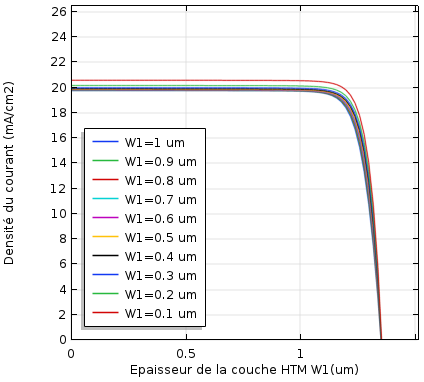 26
24
22
20
18
16
14
12
10
8
6
4
2
0
Densité du courant (mA/cm2)
W1=1 um
W1=0.9 um
W1=0.8 um
W1=0.7 um
W1=0.6 um
W1=0.5 um
W1=0.4 um
W1=0.3 um
W1=0.2 um
W1=0.1 um
0 0.5 1
Epaisseur de la couche HTM W1(um)